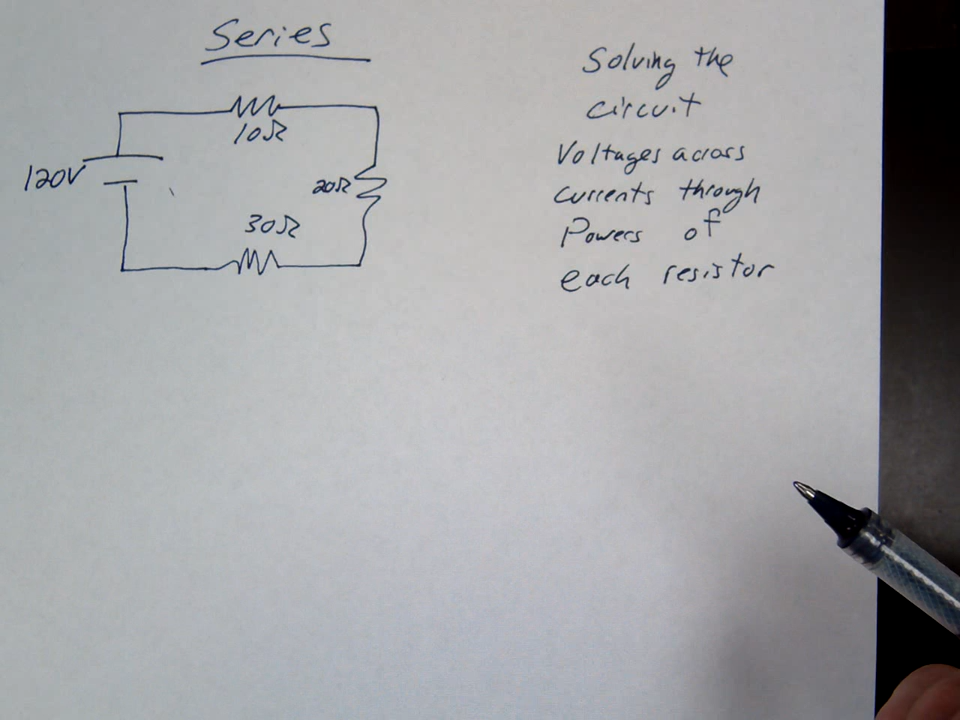 Series
10Ω
120V
20Ω
30Ω
Solving the
circuit
Voltages across
currents through
Powers of
each resistor